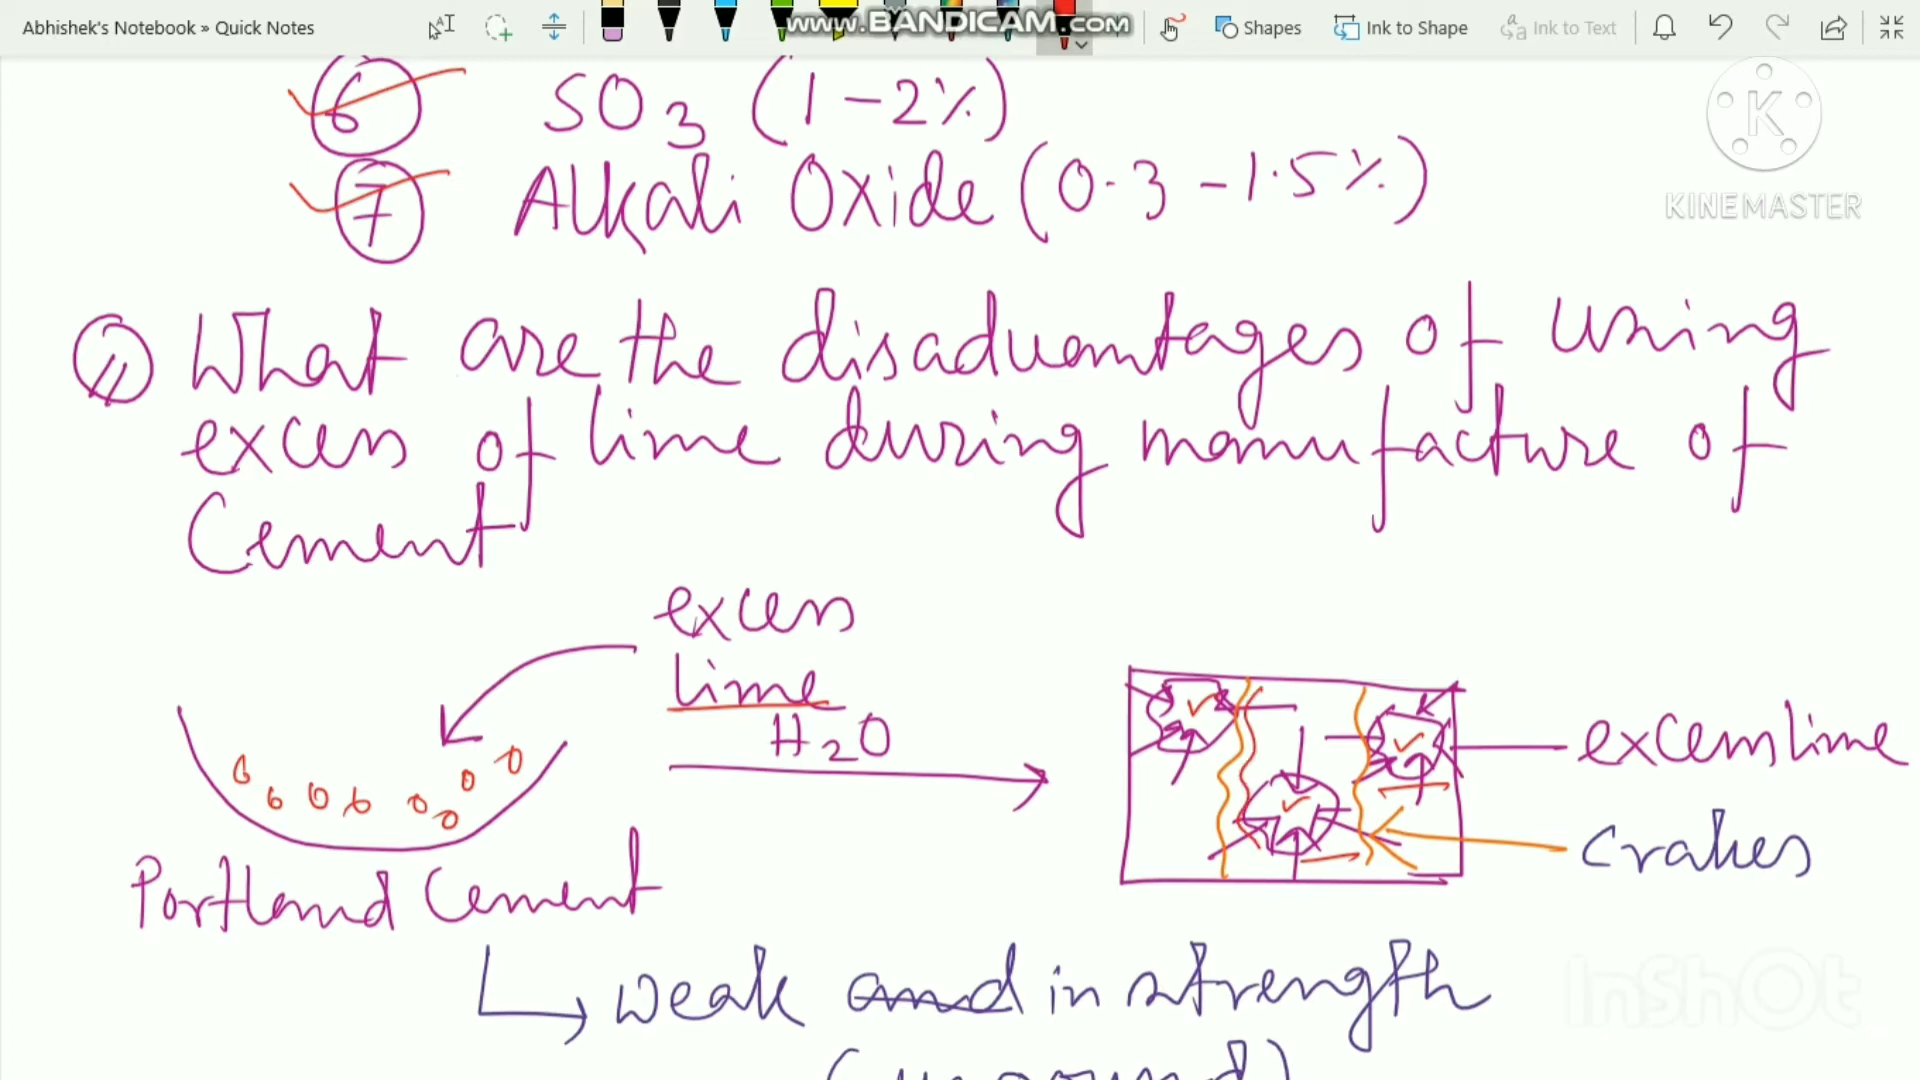 Abhishek's Notebook » Quick Notes
www.BANDICAM.com
Shapes
Ink to Shape
Ink to Text
6 SO3 (1-2%)
K
KINEMASTER
7 Alkali Oxide (0.3-1.5%)
11 What are the disadvantages of using
excess of lime during manufacture of
Cement
excess
lime
H2O
excess lime
Crakes
Portland Cement
weak and in strength
InShOt